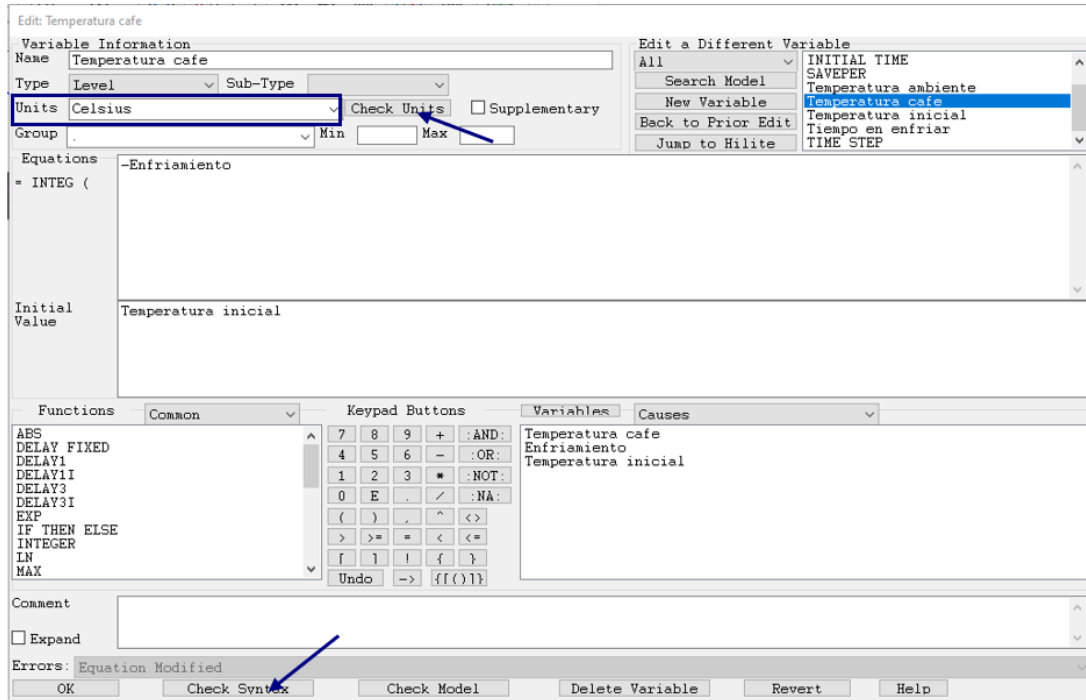 Edit: Temperatura cafe
Variable Information
Edit a Different Variable
Name Temperatura cafe
All
Type Level Sub-Type
Search Model
Units Celsius Check Units Supplementary
New Variable
Group . Min Max
Back to Prior Edit
Jump to Hilite
INITIAL TIME
SAVEPER
Temperatura ambiente
Temperatura cafe
Temperatura inicial
Tiempo en enfriar
TIME STEP
Equations
= INTEG (
-Enfriamiento
Initial
Value
Temperatura inicial
Functions Common
Keypad Buttons
Variables Causes
ABS
DELAY FIXED
DELAY1
DELAY1I
DELAY3
DELAY3I
EXP
IF THEN ELSE
INTEGER
LN
MAX
7 8 9 + :AND:
4 5 6 - :OR:
1 2 3 * :NOT:
0 E . / :NA:
( ) , ^ <>
> >= = < <=
[ ] ! { }
Undo -> {[()]}
Temperatura cafe
Enfriamiento
Temperatura inicial
Comment
Expand
Errors: Equation Modified
OK Check Syntax Check Model Delete Variable Revert Help